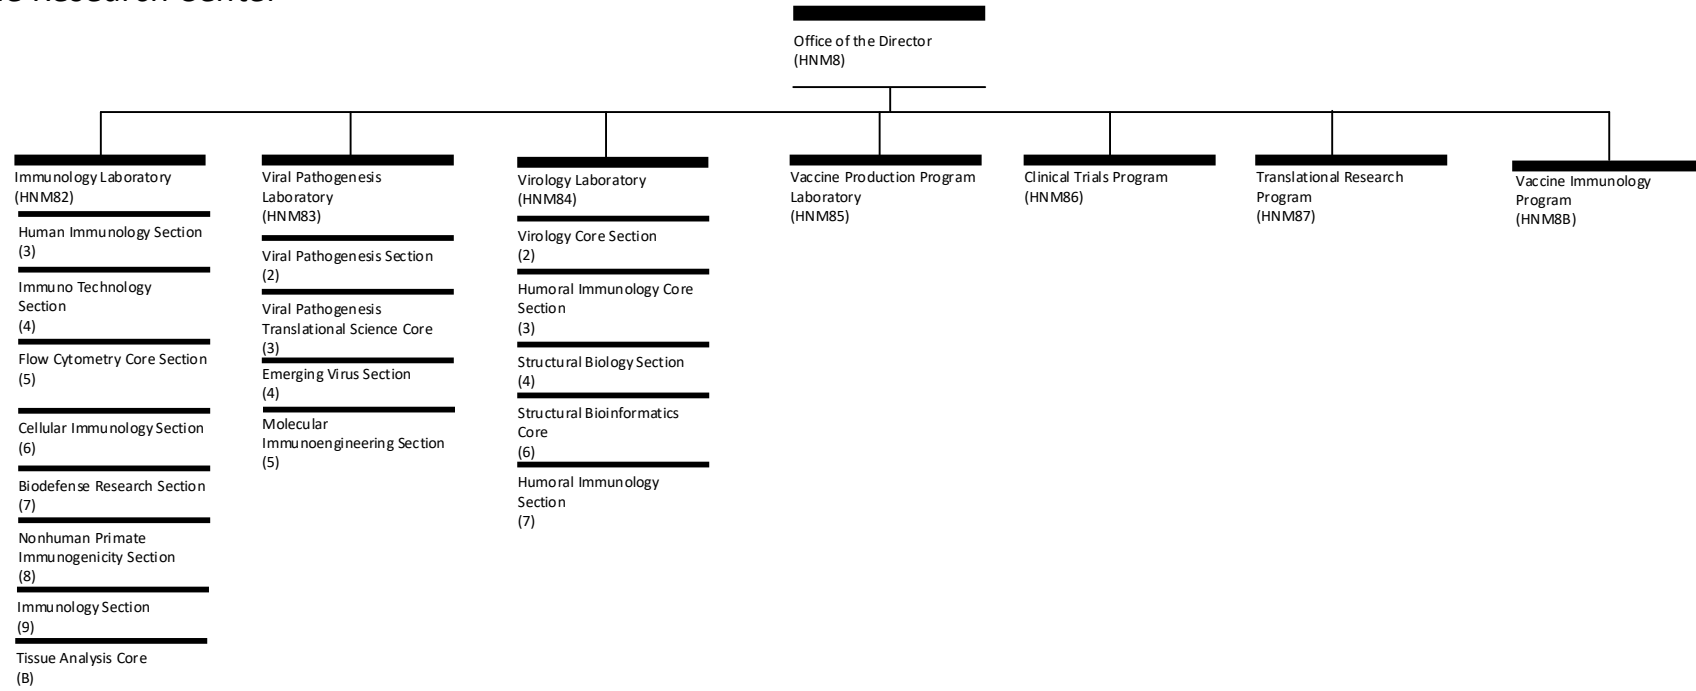 Research Center
Office of the Director
(HNM8)
Immunology Laboratory
(HNM82)
Human Immunology Section
(3)
Immuno Technology
Section
(4)
Flow Cytometry Core Section
(5)
Cellular Immunology Section
(6)
Biodefense Research Section
(7)
Nonhuman Primate
Immunogenicity Section
(8)
Immunology Section
(9)
Tissue Analysis Core
(B)
Viral Pathogenesis
Laboratory
(HNM83)
Viral Pathogenesis Section
(2)
Viral Pathogenesis
Translational Science Core
(3)
Emerging Virus Section
(4)
Molecular
Immunoengineering Section
(5)
Virology Laboratory
(HNM84)
Virology Core Section
(2)
Humoral Immunology Core
Section
(3)
Structural Biology Section
(4)
Structural Bioinformatics
Core
(6)
Humoral Immunology
Section
(7)
Vaccine Production Program
Laboratory
(HNM85)
Clinical Trials Program
(HNM86)
Translational Research
Program
(HNM87)
Vaccine Immunology
Program
(HNM8B)